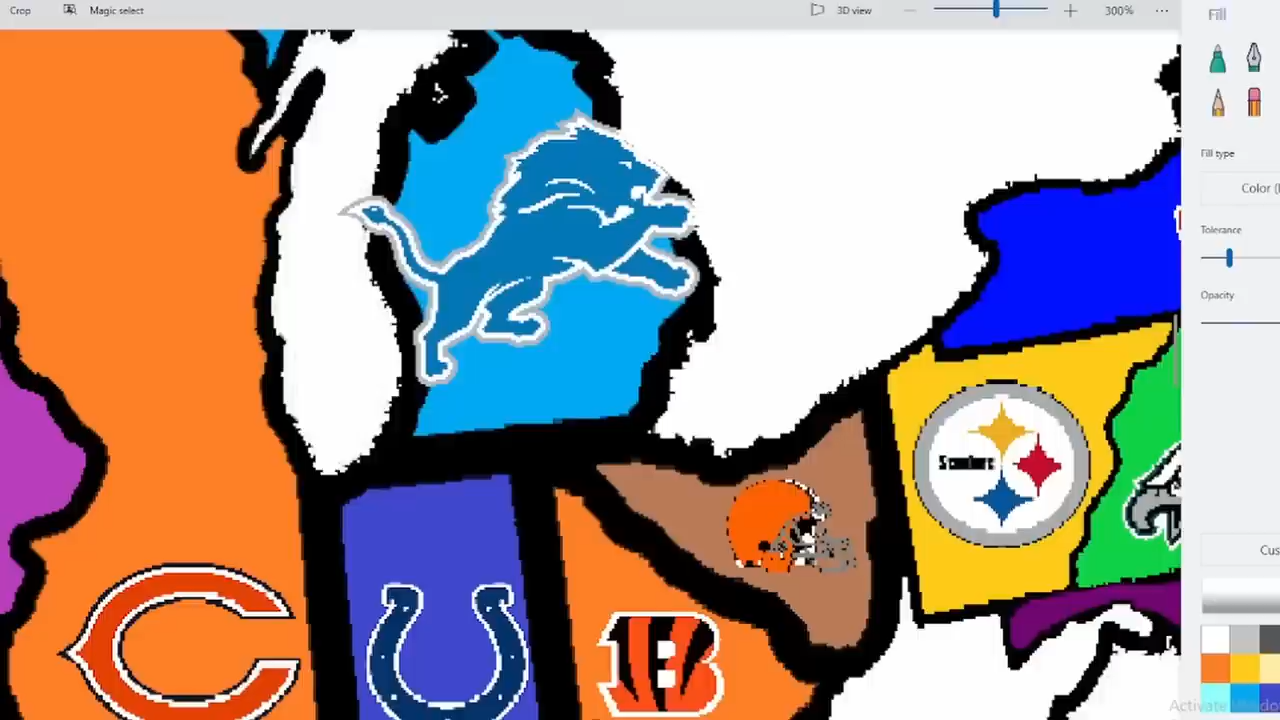 Crop
Magic select
3D view
300%
Fill
Fill type
Color (
Tolerance
Opacity
Steelers
Cus
B
C